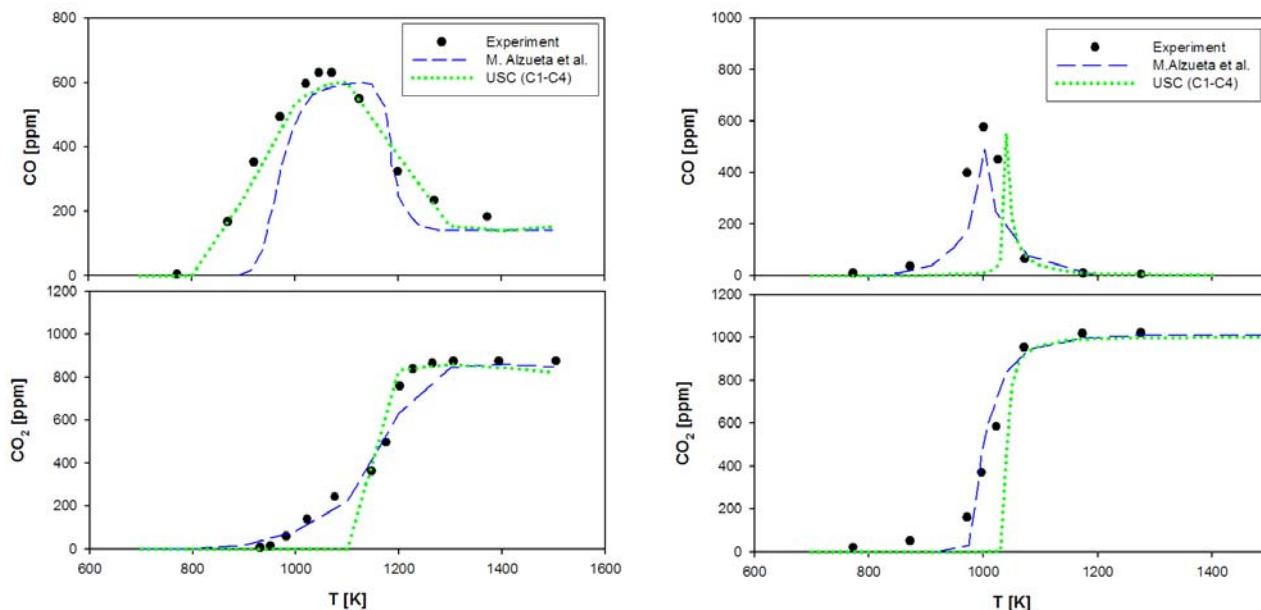 800
600
400
200
0
CO [ppm]
Experiment
M. Alzueta et al.
USC (C1-C4)
1200
1000
800
600
400
200
0
CO₂ [ppm]
600 800 1000 1200 1400 1600
T [K]
1000
800
600
400
200
0
CO [ppm]
Experiment
M.Alzueta et al.
USC (C1-C4)
1200
1000
800
600
400
200
0
CO₂ [ppm]
600 800 1000 1200 1400
T [K]